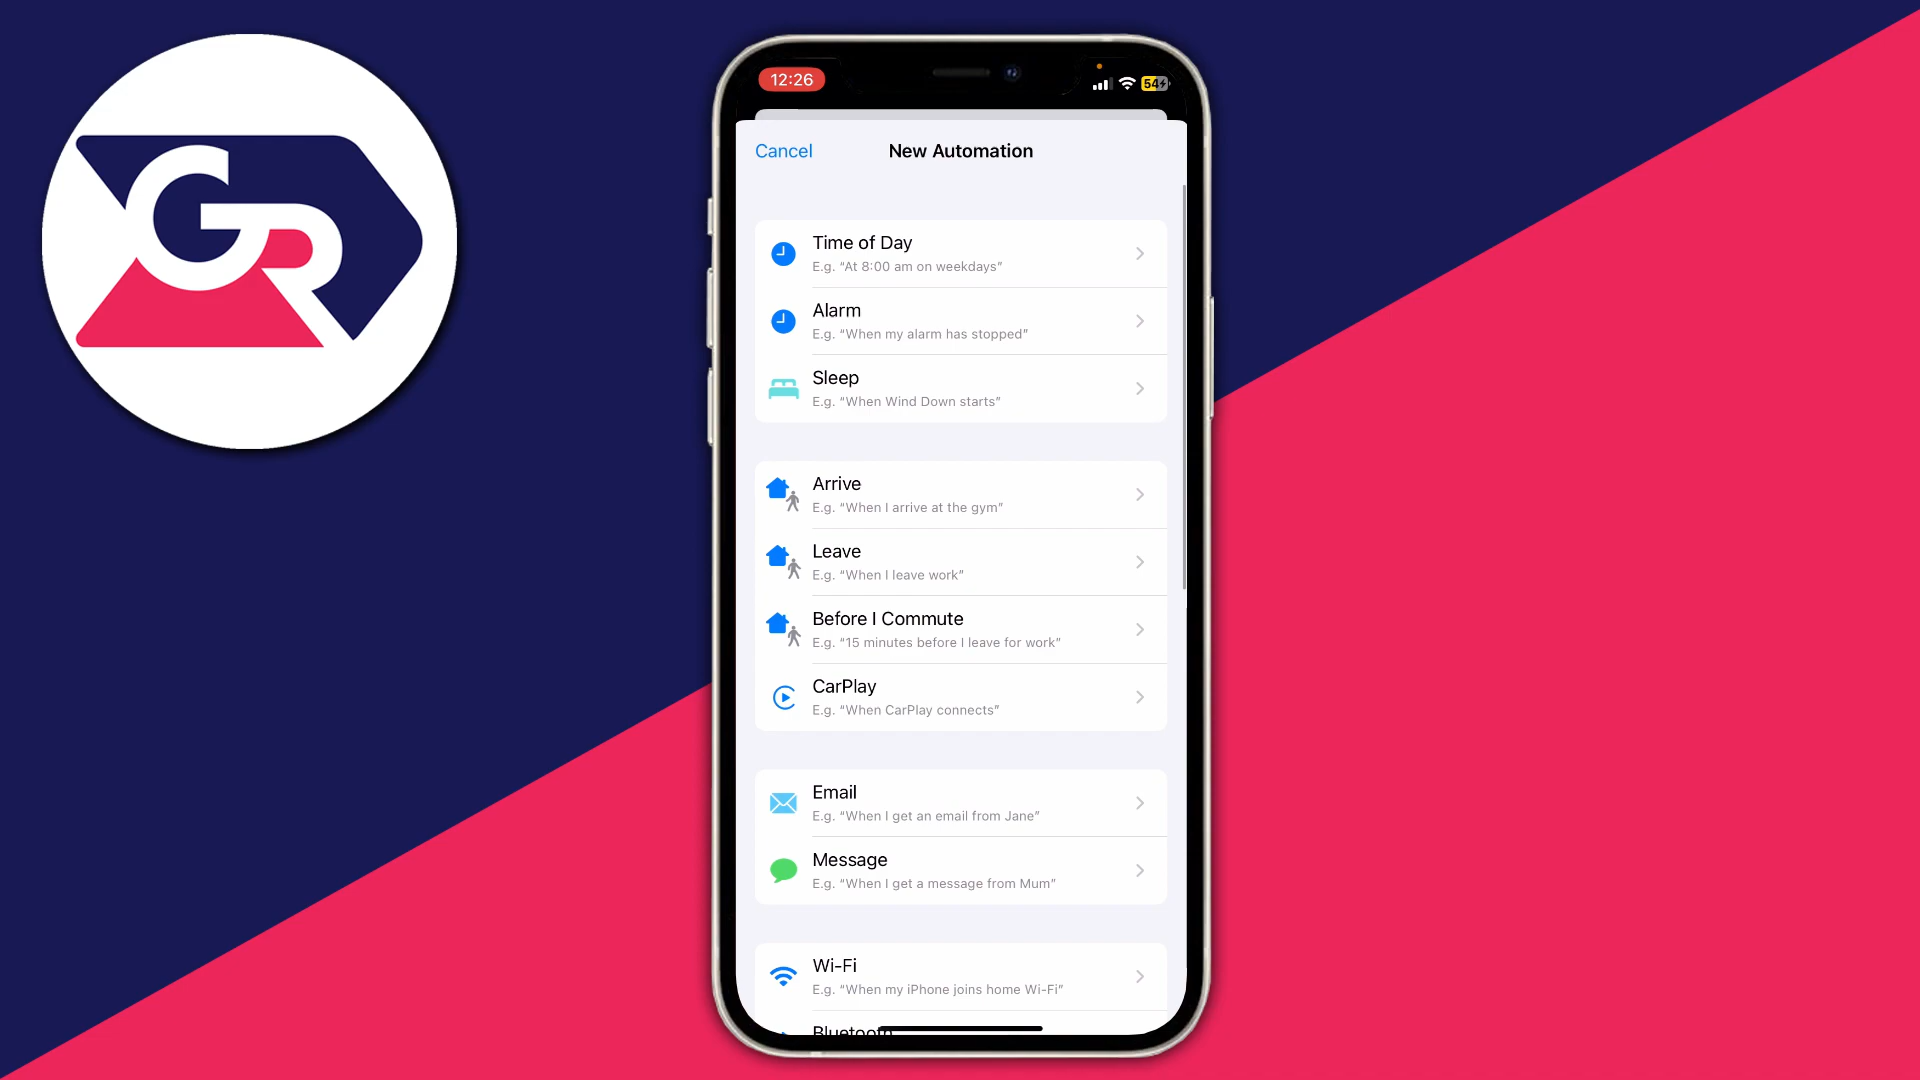 GR
12:26
54
Cancel
New Automation
Time of Day
E.g. “At 8:00 am on weekdays”
Alarm
E.g. “When my alarm has stopped”
Sleep
E.g. “When Wind Down starts”
Arrive
E.g. “When I arrive at the gym”
Leave
E.g. “When I leave work”
Before I Commute
E.g. “15 minutes before I leave for work”
CarPlay
E.g. “When CarPlay connects”
Email
E.g. “When I get an email from Jane”
Message
E.g. “When I get a message from Mum”
Wi-Fi
E.g. “When my iPhone joins home Wi-Fi”
Bluetooth